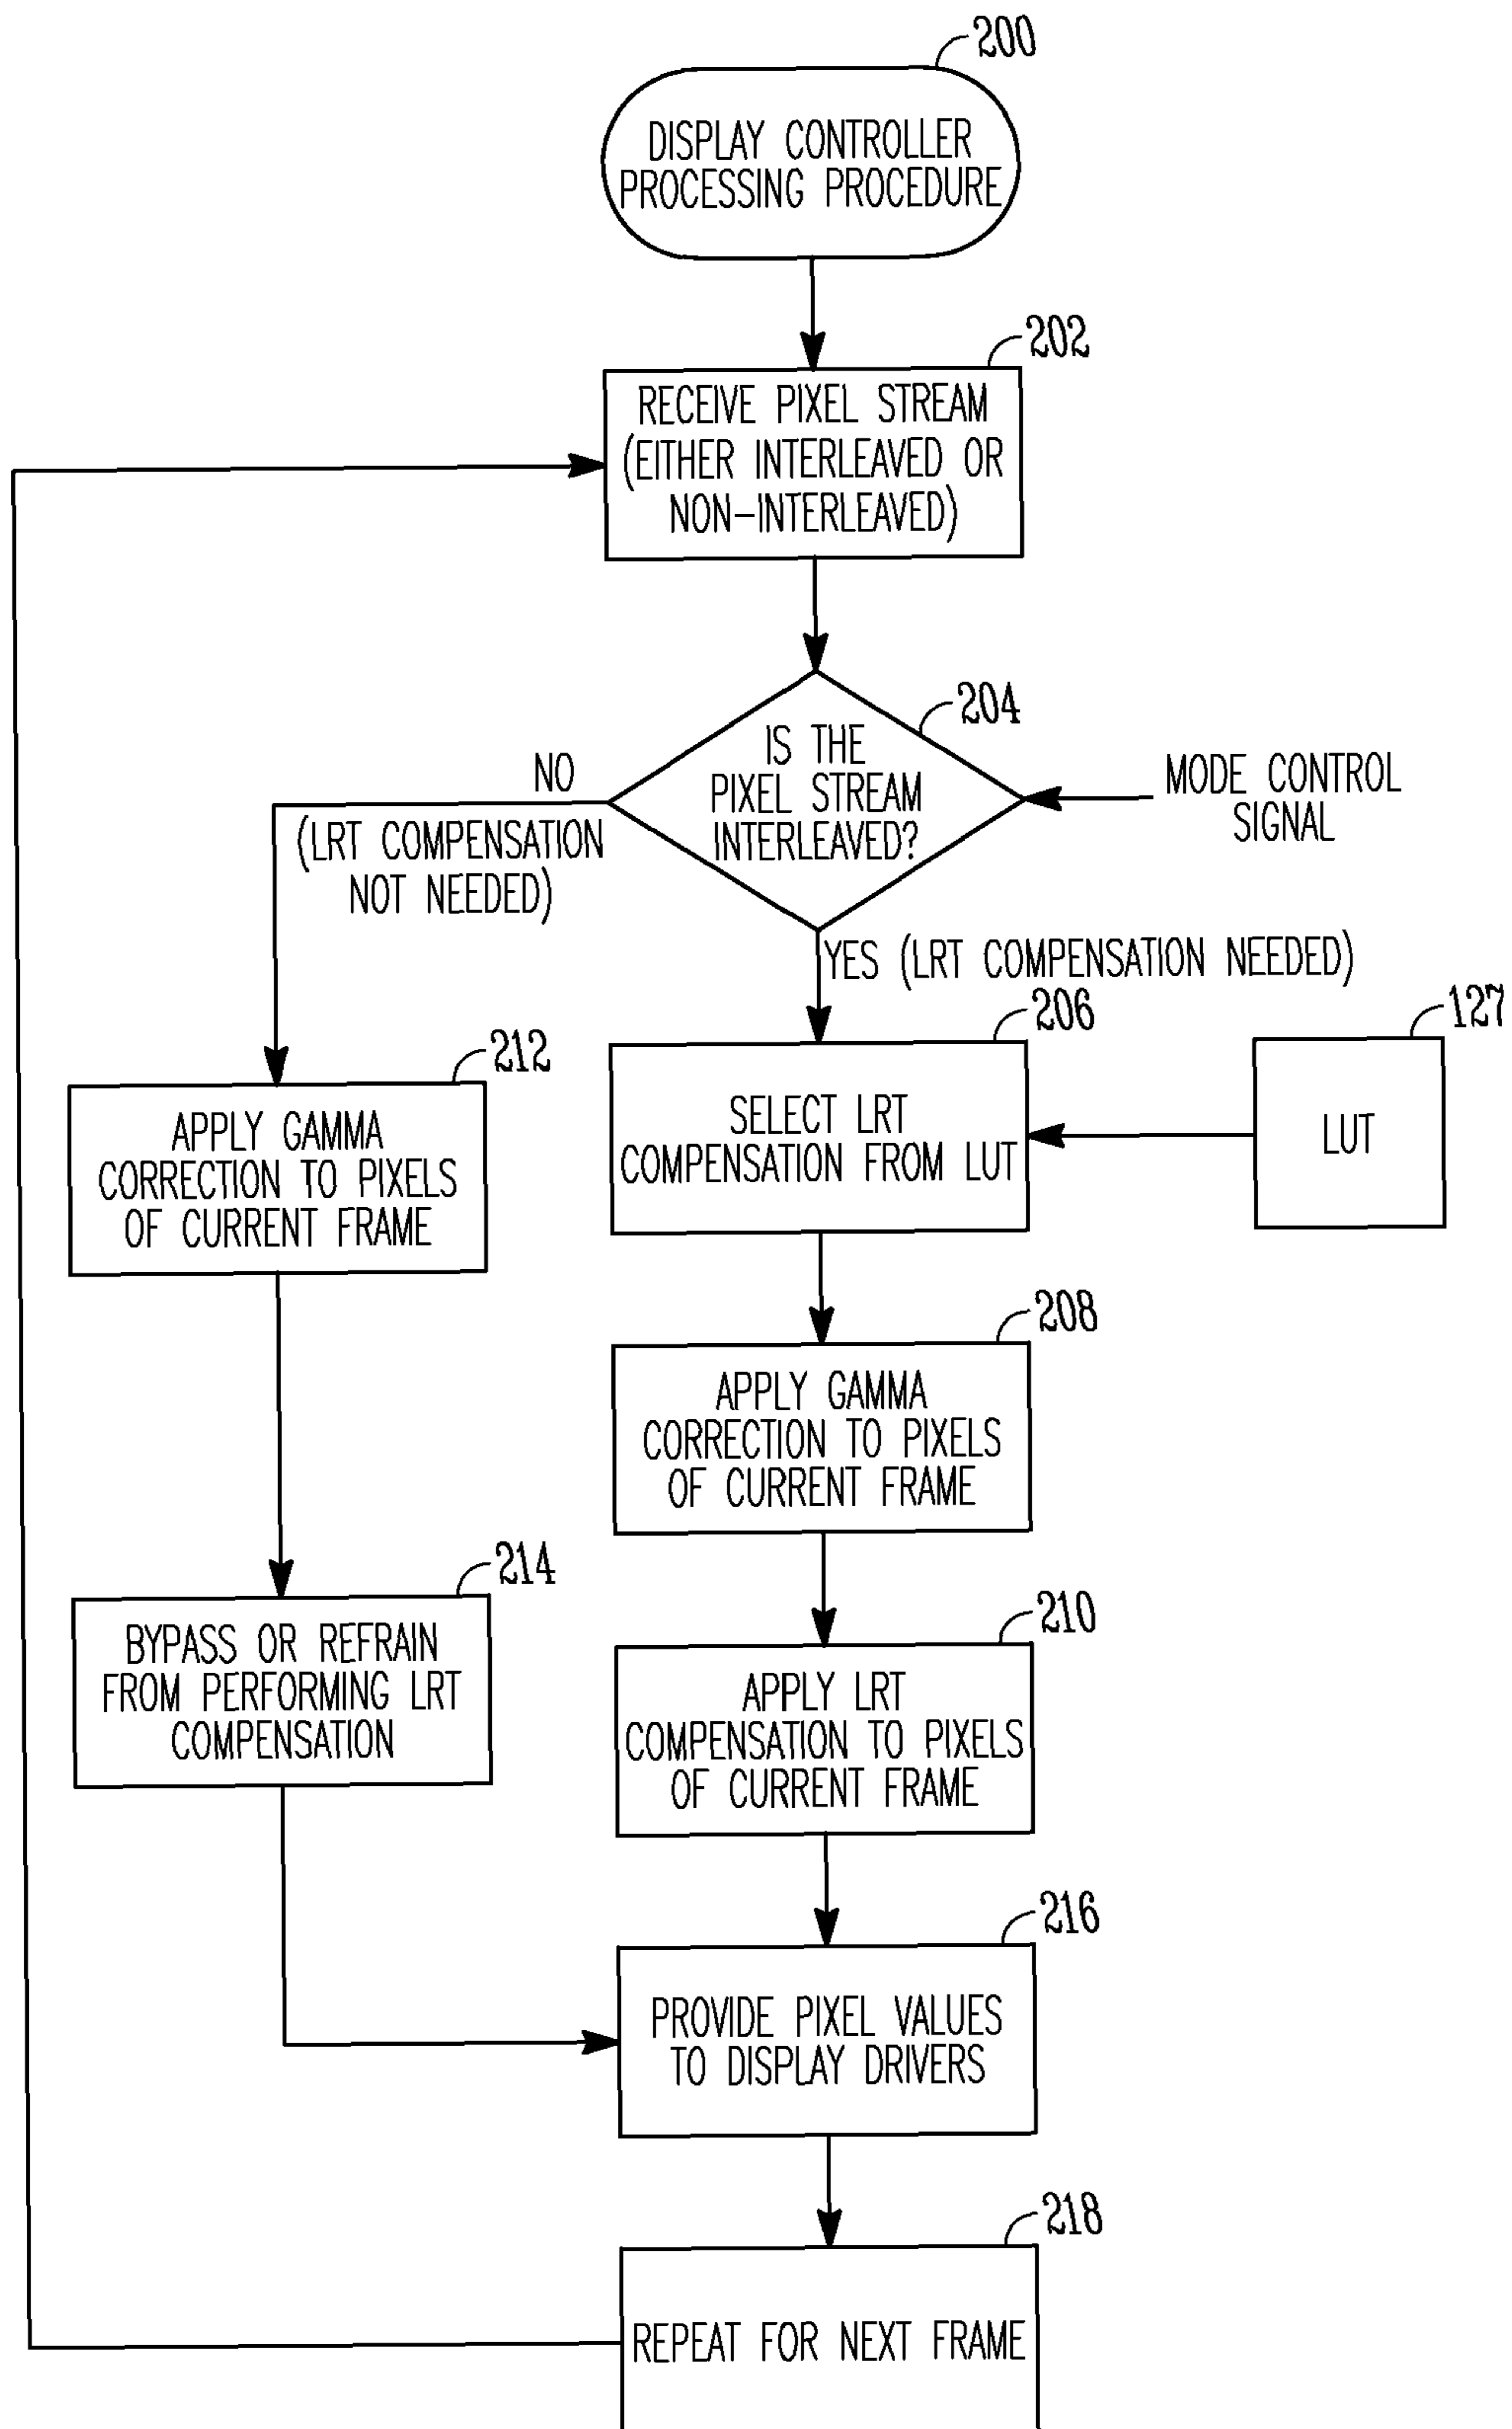 200
DISPLAY CONTROLLER
PROCESSING PROCEDURE
202
RECEIVE PIXEL STREAM
(EITHER INTERLEAVED OR
NON-INTERLEAVED)
204
IS THE
PIXEL STREAM
INTERLEAVED?
MODE CONTROL
SIGNAL
NO
(LRT COMPENSATION
NOT NEEDED)
YES (LRT COMPENSATION NEEDED)
206
SELECT LRT
COMPENSATION FROM LUT
127
LUT
212
APPLY GAMMA
CORRECTION TO PIXELS
OF CURRENT FRAME
208
APPLY GAMMA
CORRECTION TO PIXELS
OF CURRENT FRAME
214
BYPASS OR REFRAIN
FROM PERFORMING LRT
COMPENSATION
210
APPLY LRT
COMPENSATION TO PIXELS
OF CURRENT FRAME
216
PROVIDE PIXEL VALUES
TO DISPLAY DRIVERS
218
REPEAT FOR NEXT FRAME